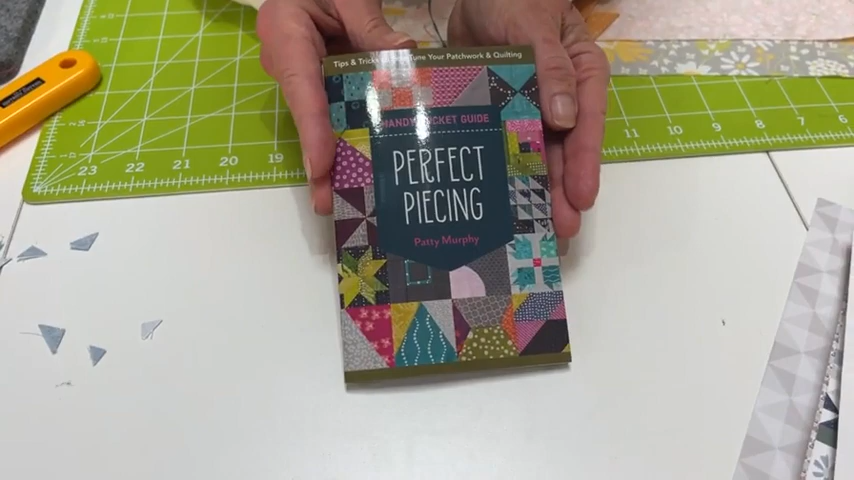 Tips & Tricks Tune Your Patchwork & Quilting
HANDY POCKET GUIDE
PERFECT
PIECING
Patty Murphy
23 22 21 20 19
11 10 9 8 7